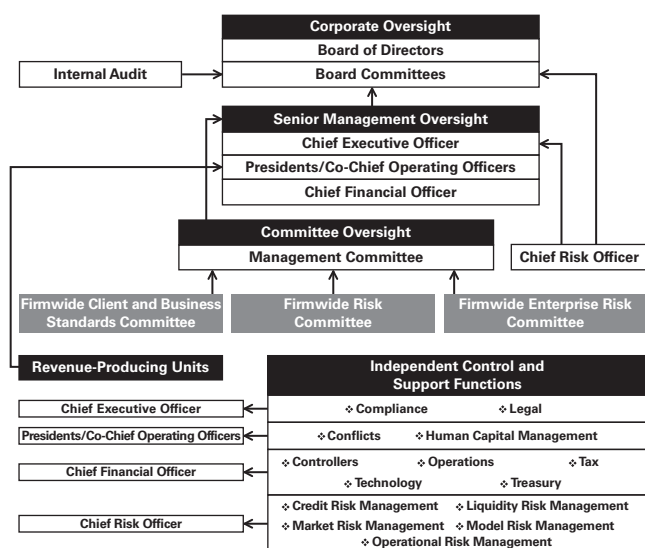 Corporate Oversight
Board of Directors
Internal Audit
Board Committees
Senior Management Oversight
Chief Executive Officer
Presidents/Co-Chief Operating Officers
Chief Financial Officer
Committee Oversight
Management Committee
Chief Risk Officer
Firmwide Client and Business
Standards Committee
Firmwide Risk
Committee
Firmwide Enterprise Risk
Committee
Revenue-Producing Units
Independent Control and
Support Functions
Chief Executive Officer
❖ Compliance ❖ Legal
Presidents/Co-Chief Operating Officers
❖ Conflicts ❖ Human Capital Management
Chief Financial Officer
❖ Controllers ❖ Operations ❖ Tax
❖ Technology ❖ Treasury
Chief Risk Officer
❖ Credit Risk Management ❖ Liquidity Risk Management
❖ Market Risk Management ❖ Model Risk Management
❖ Operational Risk Management